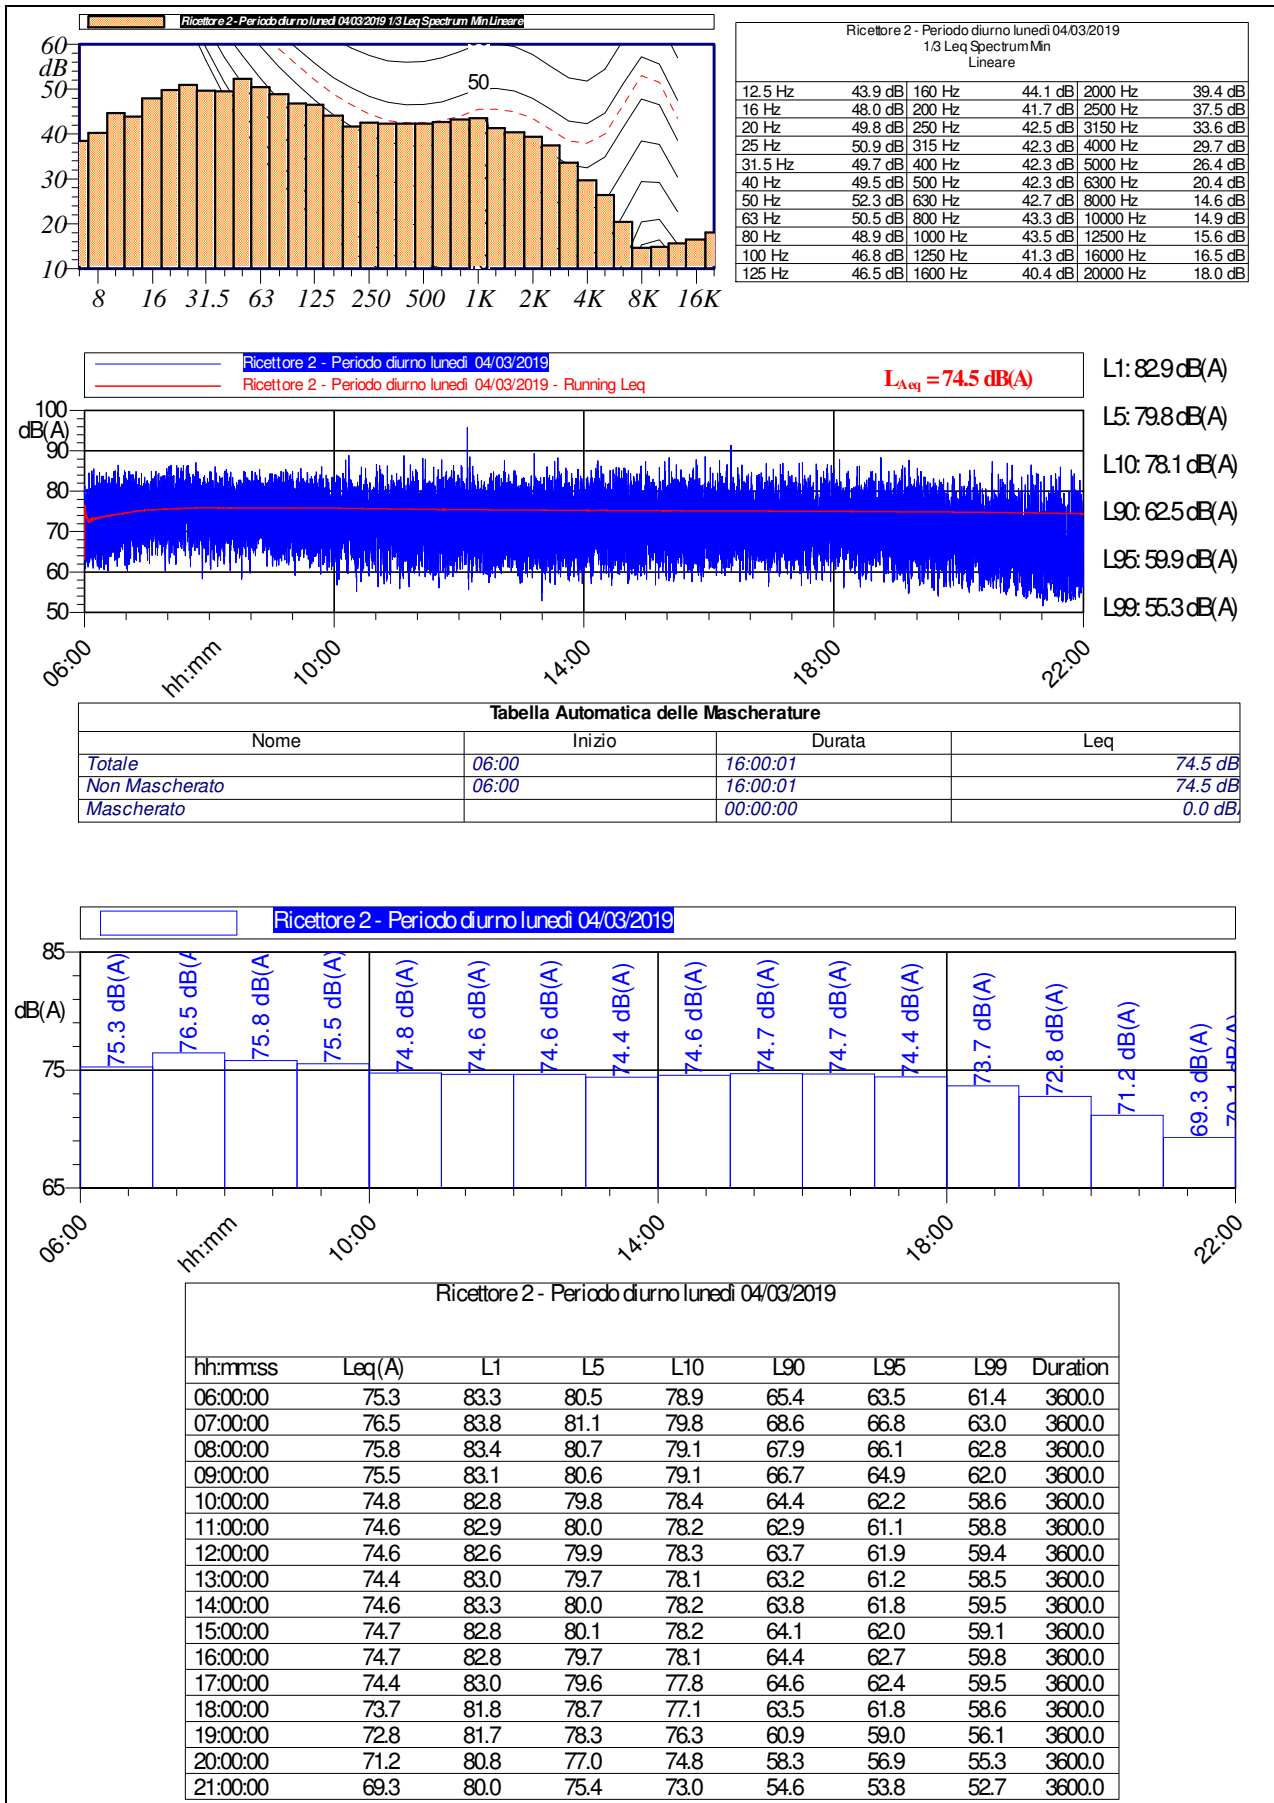 Ricettore 2 - Periodo diurno lunedì 04/03/2019 1/3 Leq Spectrum Min Lineare
60
dB
50
40
30
20
10
50
8 16 31.5 63 125 250 500 1K 2K 4K 8K 16K
Ricettore 2 - Periodo diurno lunedì 04/03/2019
1/3 Leq Spectrum Min
Lineare
12.5 Hz 43.9 dB 160 Hz 44.1 dB 2000 Hz 39.4 dB
16 Hz 48.0 dB 200 Hz 41.7 dB 2500 Hz 37.5 dB
20 Hz 49.8 dB 250 Hz 42.5 dB 3150 Hz 33.6 dB
25 Hz 50.9 dB 315 Hz 42.3 dB 4000 Hz 29.7 dB
31.5 Hz 49.7 dB 400 Hz 42.3 dB 5000 Hz 26.4 dB
40 Hz 49.5 dB 500 Hz 42.3 dB 6300 Hz 20.4 dB
50 Hz 52.3 dB 630 Hz 42.7 dB 8000 Hz 14.6 dB
63 Hz 50.5 dB 800 Hz 43.3 dB 10000 Hz 14.9 dB
80 Hz 48.9 dB 1000 Hz 43.5 dB 12500 Hz 15.6 dB
100 Hz 46.8 dB 1250 Hz 41.3 dB 16000 Hz 16.5 dB
125 Hz 46.5 dB 1600 Hz 40.4 dB 20000 Hz 18.0 dB
Ricettore 2 - Periodo diurno lunedì 04/03/2019
Ricettore 2 - Periodo diurno lunedì 04/03/2019 - Running Leq
LAeq = 74.5 dB(A)
100
dB(A)
90
80
70
60
50
06:00 hh:mm 10:00 14:00 18:00 22:00
L1: 82.9 dB(A)
L5: 79.8 dB(A)
L10: 78.1 dB(A)
L90: 62.5 dB(A)
L95: 59.9 dB(A)
L99: 55.3 dB(A)
Tabella Automatica delle Mascherature
Nome Inizio Durata Leq
Totale 06:00 16:00:01 74.5 dB
Non Mascherato 06:00 16:00:01 74.5 dB
Mascherato 00:00:00 0.0 dB
Ricettore 2 - Periodo diurno lunedì 04/03/2019
85
dB(A)
75
65
75.3 dB(A)
76.5 dB(A
75.8 dB(A
75.5 dB(A)
74.8 dB(A)
74.6 dB(A)
74.6 dB(A)
74.4 dB(A)
74.6 dB(A)
74.7 dB(A)
74.7 dB(A)
74.4 dB(A)
73.7 dB(A)
72.8 dB(A)
71.2 dB(A)
69.3 dB(A)
06:00 hh:mm 10:00 14:00 18:00 22:00
Ricettore 2 - Periodo diurno lunedì 04/03/2019
hh:mm:ss Leq(A) L1 L5 L10 L90 L95 L99 Duration
06:00:00 75.3 83.3 80.5 78.9 65.4 63.5 61.4 3600.0
07:00:00 76.5 83.8 81.1 79.8 68.6 66.8 63.0 3600.0
08:00:00 75.8 83.4 80.7 79.1 67.9 66.1 62.8 3600.0
09:00:00 75.5 83.1 80.6 79.1 66.7 64.9 62.0 3600.0
10:00:00 74.8 82.8 79.8 78.4 64.4 62.2 58.6 3600.0
11:00:00 74.6 82.9 80.0 78.2 62.9 61.1 58.8 3600.0
12:00:00 74.6 82.6 79.9 78.3 63.7 61.9 59.4 3600.0
13:00:00 74.4 83.0 79.7 78.1 63.2 61.2 58.5 3600.0
14:00:00 74.6 83.3 80.0 78.2 63.8 61.8 59.5 3600.0
15:00:00 74.7 82.8 80.1 78.2 64.1 62.0 59.1 3600.0
16:00:00 74.7 82.8 79.7 78.1 64.4 62.7 59.8 3600.0
17:00:00 74.4 83.0 79.6 77.8 64.6 62.4 59.5 3600.0
18:00:00 73.7 81.8 78.7 77.1 63.5 61.8 58.6 3600.0
19:00:00 72.8 81.7 78.3 76.3 60.9 59.0 56.1 3600.0
20:00:00 71.2 80.8 77.0 74.8 58.3 56.9 55.3 3600.0
21:00:00 69.3 80.0 75.4 73.0 54.6 53.8 52.7 3600.0